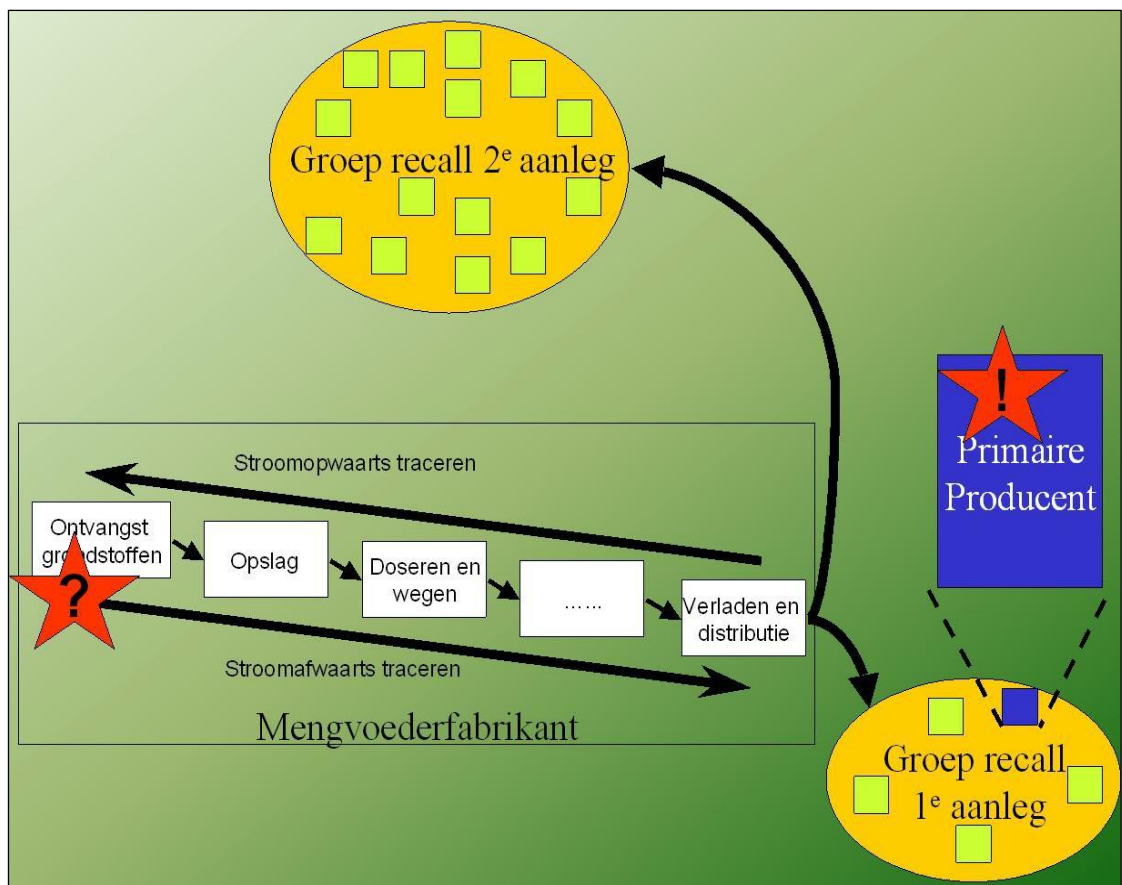 Groep recall 2e aanleg
!
Primaire
Producent
Stroomopwaarts traceren
Ontvangst
grondstoffen
?
Opslag
Doseren en
wegen
......
Verladen en
distributie
Stroomafwaarts traceren
Mengvoederfabrikant
Groep recall
1e aanleg